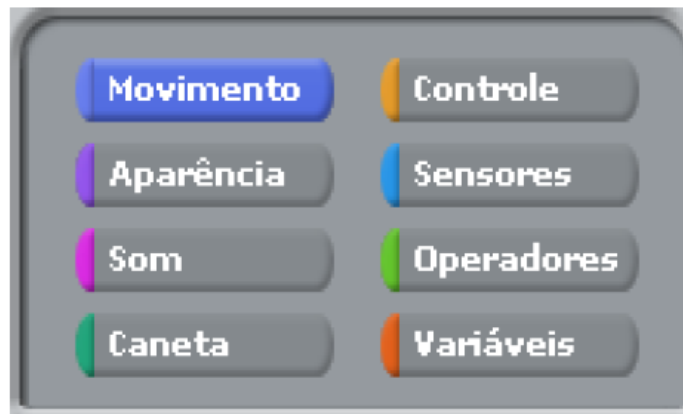 Movimento
Controle
Aparência
Sensores
Som
Operadores
Caneta
Variáveis